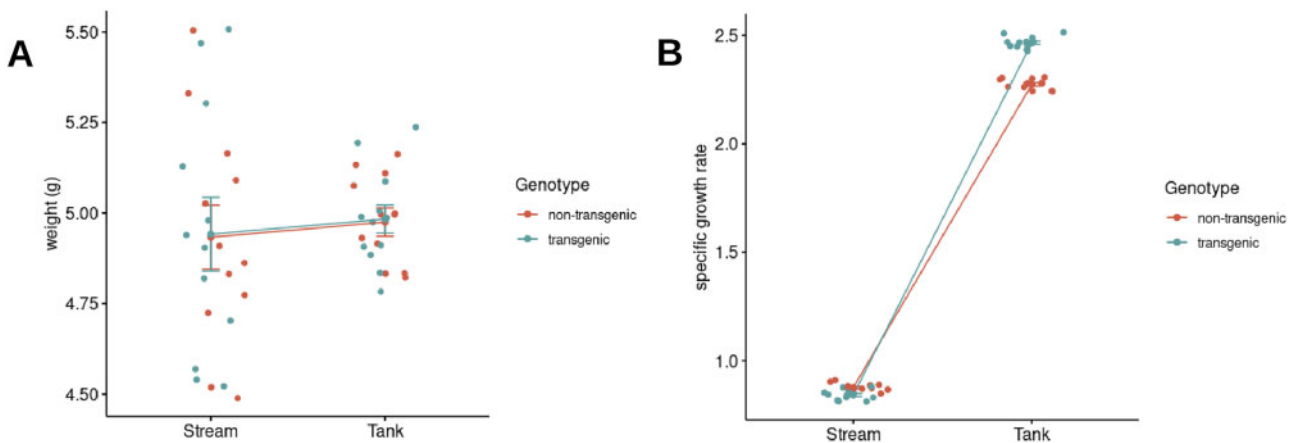 A
weight (g)
5.50
5.25
5.00
4.75
4.50
Stream
Tank
Genotype
non-transgenic
transgenic
B
specific growth rate
2.5
2.0
1.5
1.0
Stream
Tank
Genotype
non-transgenic
transgenic